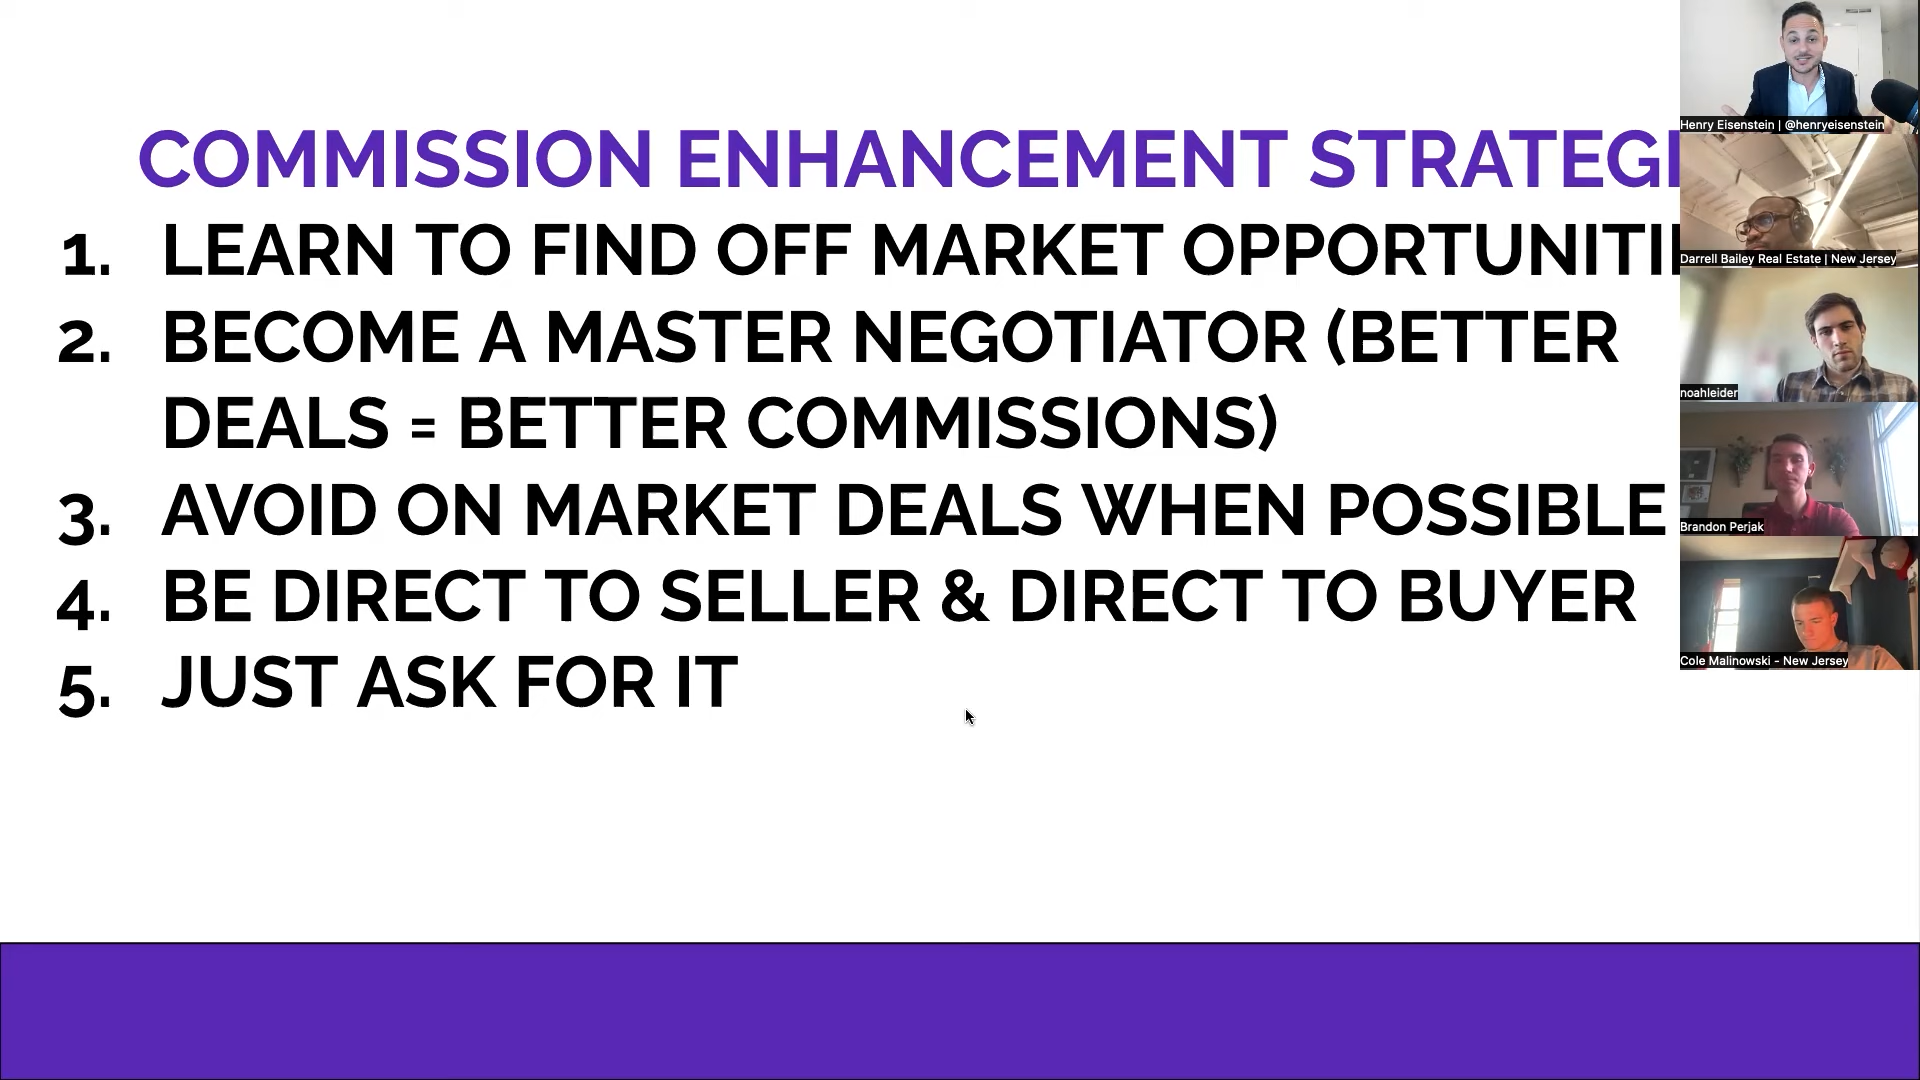 COMMISSION ENHANCEMENT STRATEGI
1. LEARN TO FIND OFF MARKET OPPORTUNITI
2. BECOME A MASTER NEGOTIATOR (BETTER
DEALS = BETTER COMMISSIONS)
3. AVOID ON MARKET DEALS WHEN POSSIBLE
4. BE DIRECT TO SELLER & DIRECT TO BUYER
5. JUST ASK FOR IT
Henry Eisenstein | @henryeisenstein
Darrell Bailey Real Estate | New Jersey
noahleider
Brandon Perjak
Cole Malinowski - New Jersey